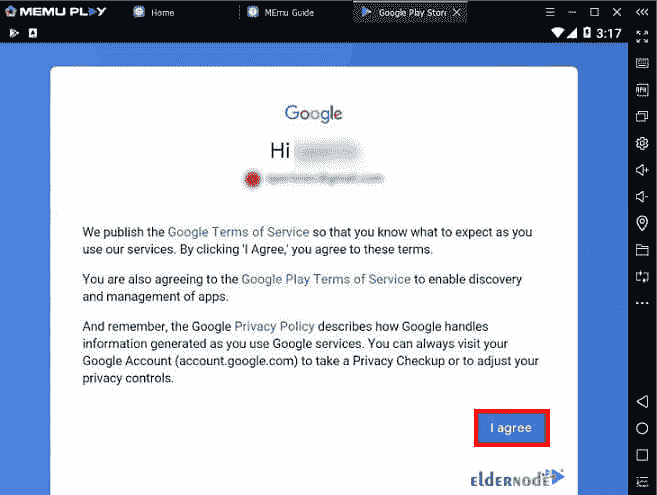 MEMU PLAY Home MEmu Guide Google Play Store
3:17
Google
Hi
We publish the Google Terms of Service so that you know what to expect as you
use our services. By clicking 'I Agree,' you agree to these terms.
You are also agreeing to the Google Play Terms of Service to enable discovery
and management of apps.
And remember, the Google Privacy Policy describes how Google handles
information generated as you use Google services. You can always visit your
Google Account (account.google.com) to take a Privacy Checkup or to adjust your
privacy controls.
I agree
ELDERNODE